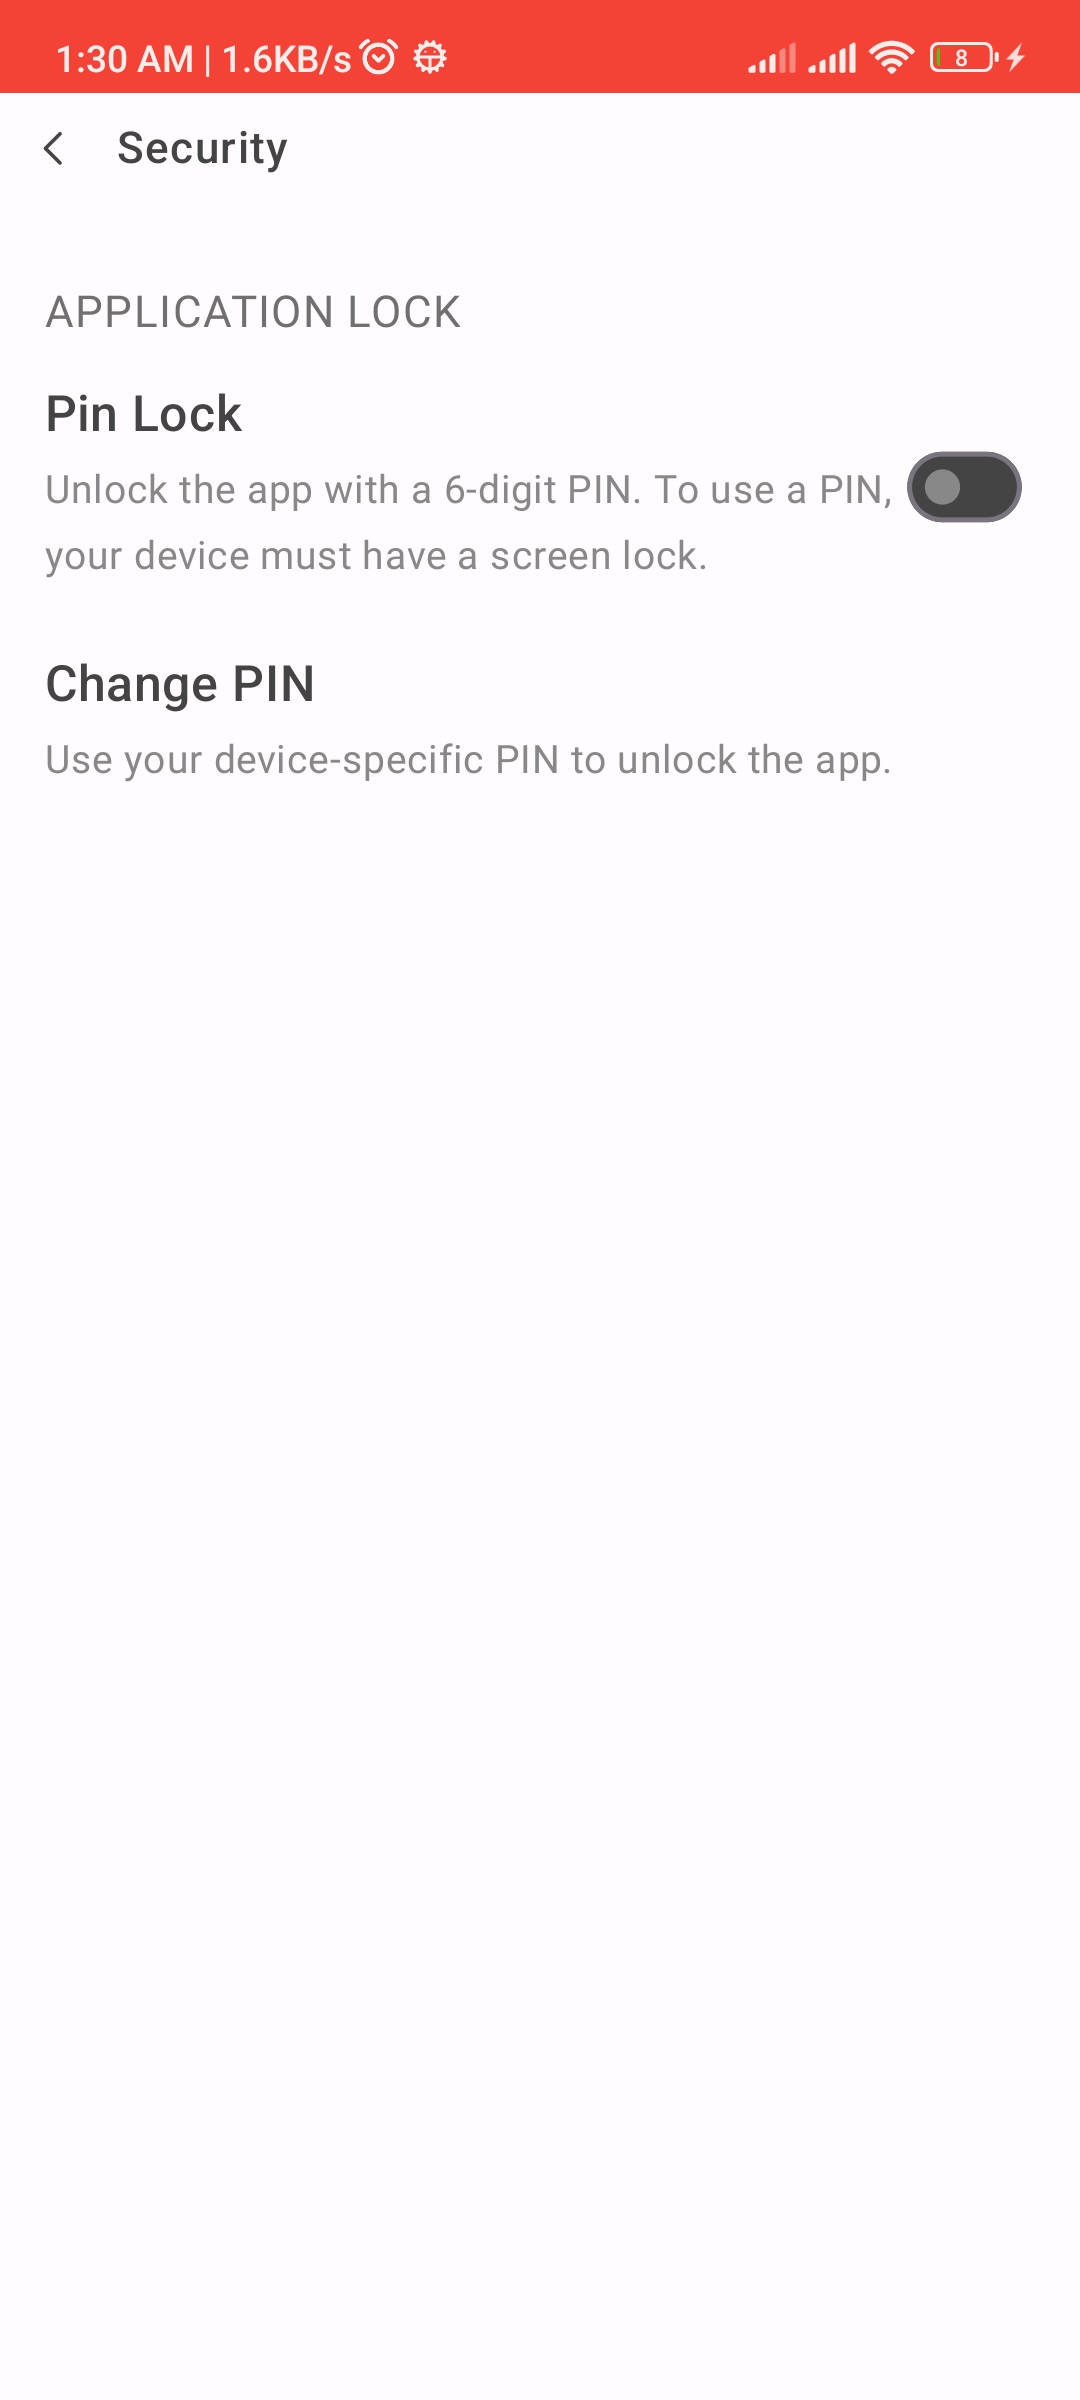 1:30 AM | 1.6KB/s 8
Security
APPLICATION LOCK
Pin Lock
Unlock the app with a 6-digit PIN. To use a PIN,
your device must have a screen lock.
Change PIN
Use your device-specific PIN to unlock the app.